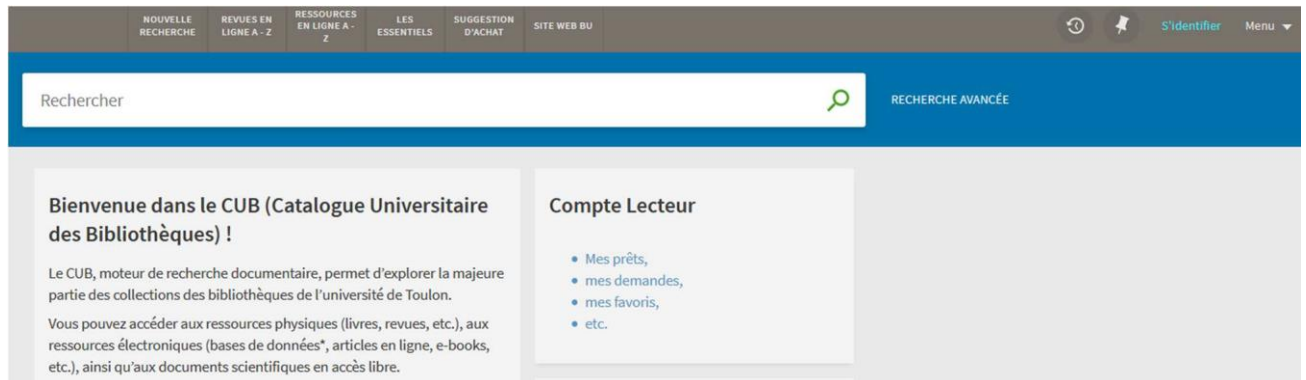 NOUVELLE RECHERCHE
REVUES EN LIGNE A - Z
RESSOURCES EN LIGNE A - Z
LES ESSENTIELS
SUGGESTION D'ACHAT
SITE WEB BU
S'identifier
Menu
Rechercher
RECHERCHE AVANCÉE
Bienvenue dans le CUB (Catalogue Universitaire
des Bibliothèques) !
Le CUB, moteur de recherche documentaire, permet d'explorer la majeure
partie des collections des bibliothèques de l'université de Toulon.
Vous pouvez accéder aux ressources physiques (livres, revues, etc.), aux
ressources électroniques (bases de données*, articles en ligne, e-books,
etc.), ainsi qu'aux documents scientifiques en accès libre.
Compte Lecteur
• Mes prêts,
• mes demandes,
• mes favoris,
• etc.